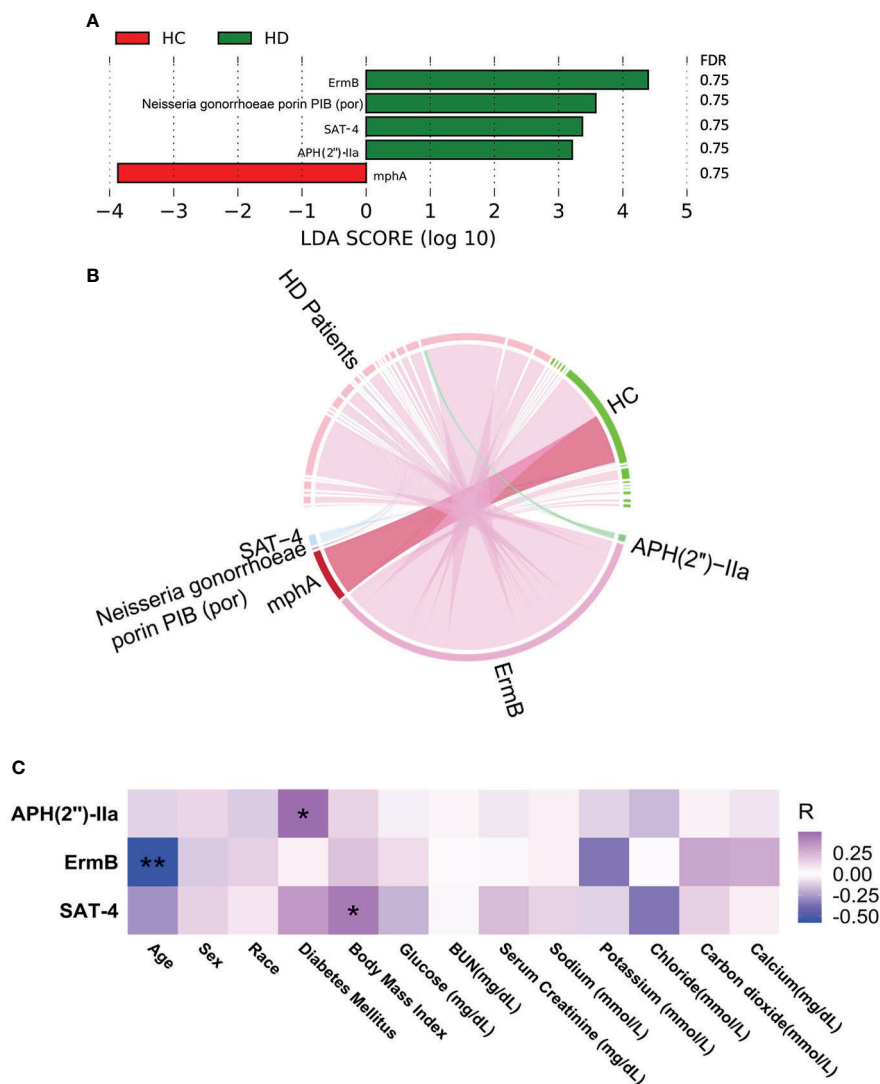 A
HC HD
FDR
ErmB 0.75
Neisseria gonorrhoeae porin PIB (por) 0.75
SAT-4 0.75
APH(2")-IIa 0.75
mphA 0.75
−4 −3 −2 −1 0 1 2 3 4 5
LDA SCORE (log 10)
B
HD Patients
HC
SAT−4
Neisseria gonorrhoeae
porin PIB (por)
mphA
APH(2")−IIa
ErmB
C
APH(2")-IIa *
ErmB **
SAT-4 *
R
0.25
0.00
-0.25
-0.50
Age
Sex
Race
Diabetes Mellitus
Body Mass Index
Glucose (mg/dL)
BUN(mg/dL)
Serum Creatinine (mg/dL)
Sodium (mmol/L)
Potassium (mmol/L)
Chloride(mmol/L)
Carbon dioxide(mmol/L)
Calcium(mg/dL)